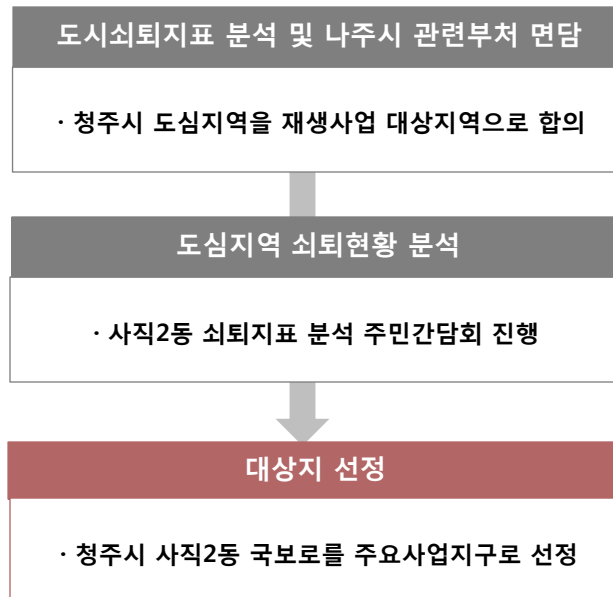 도시쇠퇴지표 분석 및 나주시 관련부처 면담
· 청주시 도심지역을 재생사업 대상지역으로 합의
도심지역 쇠퇴현황 분석
· 사직2동 쇠퇴지표 분석 주민간담회 진행
대상지 선정
· 청주시 사직2동 국보로를 주요사업지구로 선정